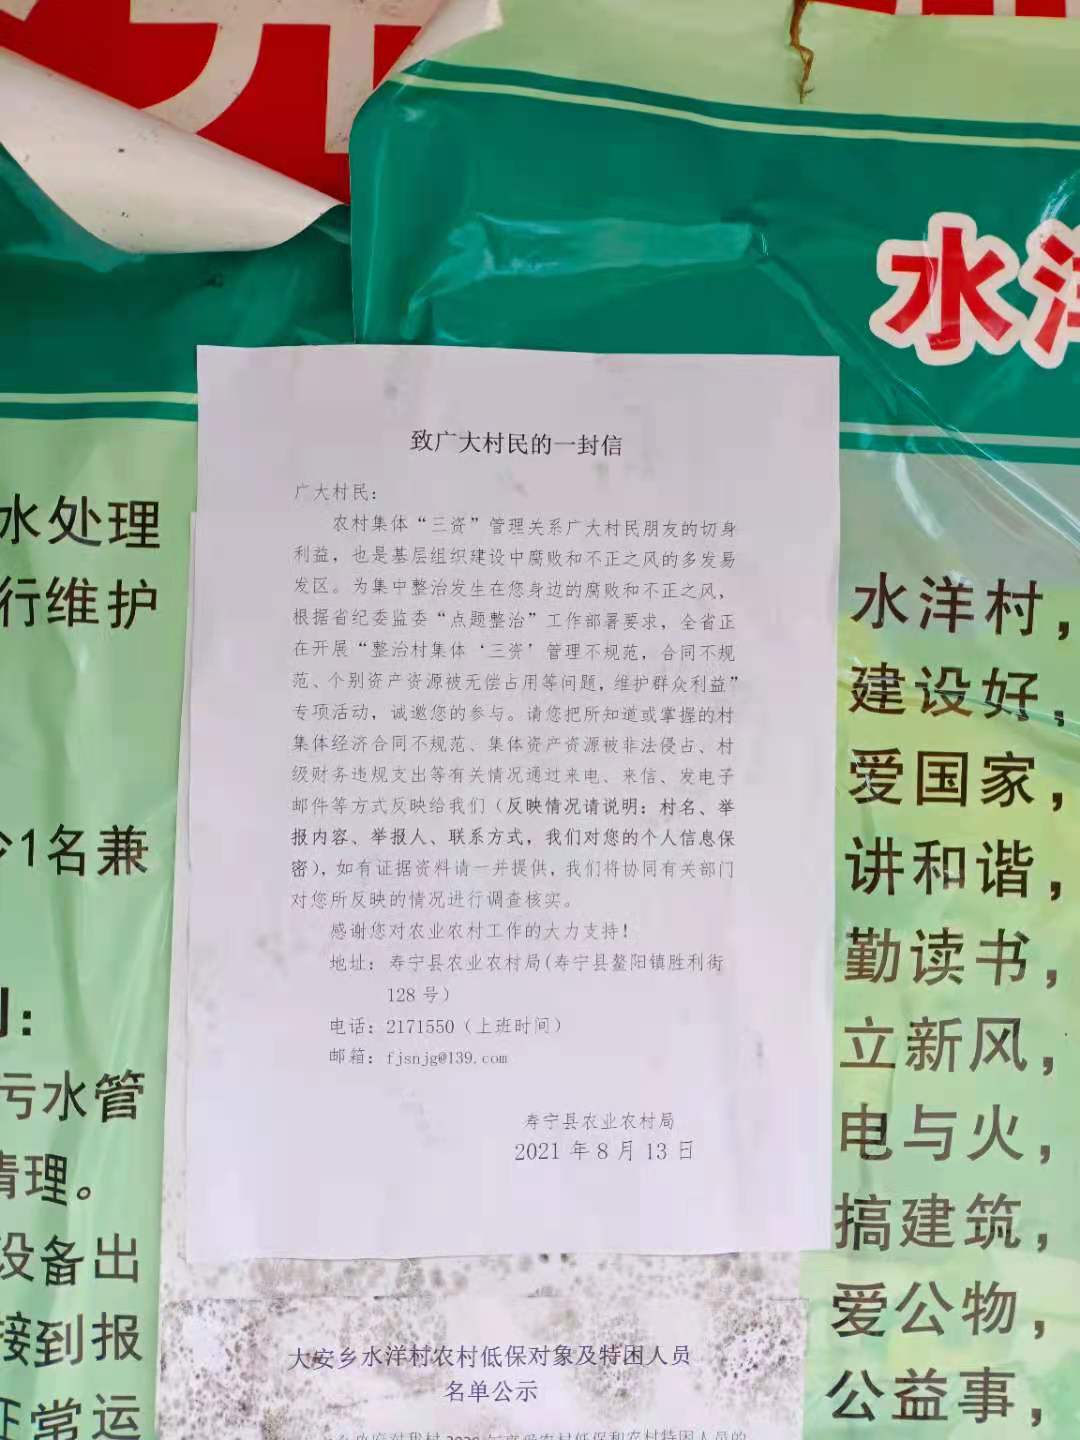 水洋
致广大村民的一封信
广大村民：
农村集体“三资”管理关系广大村民朋友的切身
利益，也是基层组织建设中腐败和不正之风的多发易
发区。为集中整治发生在您身边的腐败和不正之风，
根据省纪委监委“点题整治”工作部署要求，全省正
在开展“整治村集体‘三资’管理不规范，合同不规
范、个别资产资源被无偿占用等问题，维护群众利益”
专项活动，诚邀您的参与。请您把所知道或掌握的村
集体经济合同不规范、集体资产资源被非法侵占、村
级财务违规支出等有关情况通过来电、来信、发电子
邮件等方式反映给我们（反映情况请说明：村名、举
报内容、举报人、联系方式，我们对您的个人信息保
密），如有证据资料请一并提供，我们将协同有关部门
对您所反映的情况进行调查核实。
感谢您对农业农村工作的大力支持！
地址：寿宁县农业农村局(寿宁县鳌阳镇胜利街
128号）
电话：2171550（上班时间）
邮箱：fjsnjg@139.com
寿宁县农业农村局
2021年8月13日
大安乡水洋村农村低保对象及特困人员
名单公示
水处理
行维护
1名兼
：
污水管
清理。
设备出
接到报
正常运
水洋村，
建设好，
爱国家，
讲和谐，
勤读书，
立新风，
电与火，
搞建筑，
爱公物，
公益事，